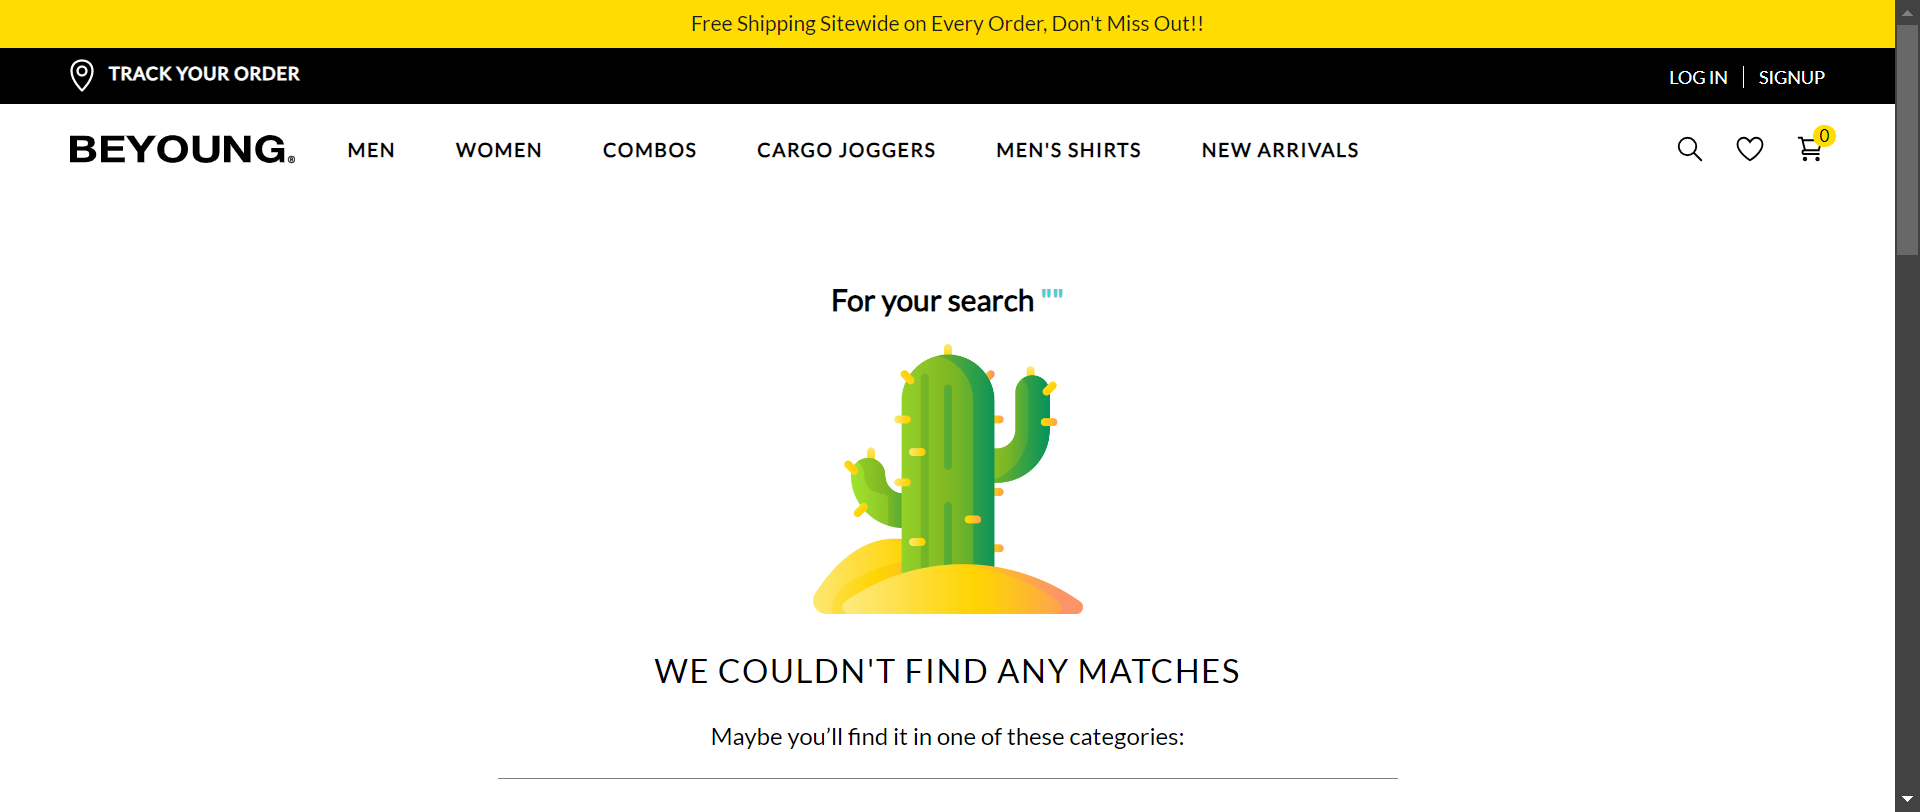 Free Shipping Sitewide on Every Order, Don't Miss Out!!
TRACK YOUR ORDER
LOG IN
SIGNUP
BEYOUNG®
MEN
WOMEN
COMBOS
CARGO JOGGERS
MEN'S SHIRTS
NEW ARRIVALS
0
For your search ""
WE COULDN'T FIND ANY MATCHES
Maybe you’ll find it in one of these categories: